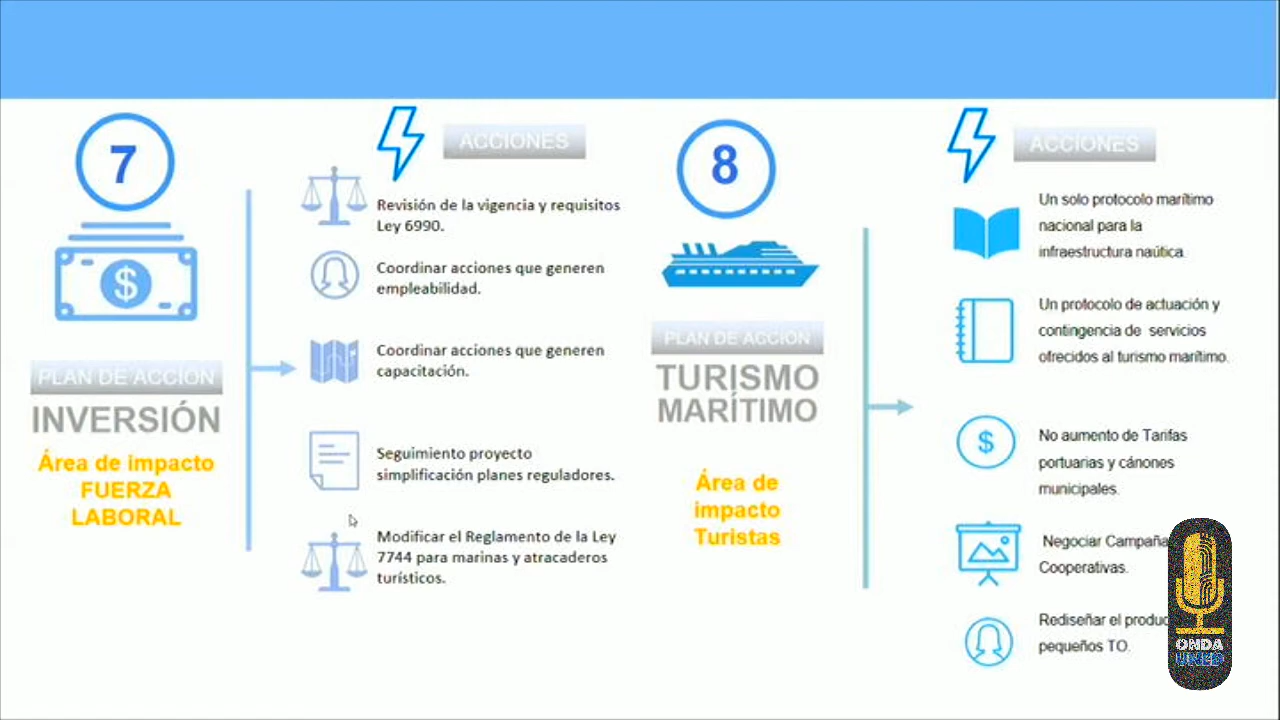 7
$
PLAN DE ACCIÓN
INVERSIÓN
Área de impacto
FUERZA
LABORAL
ACCIONES
Revisión de la vigencia y requisitos
Ley 6990.
Coordinar acciones que generen
empleabilidad.
Coordinar acciones que generen
capacitación.
Seguimiento proyecto
simplificación planes reguladores.
Modificar el Reglamento de la Ley
7744 para marinas y atracaderos
turísticos.
8
PLAN DE ACCIÓN
TURISMO
MARÍTIMO
Área de
impacto
Turistas
ACCIONES
Un solo protocolo marítimo
nacional para la
infraestructura naútica.
Un protocolo de actuación y
contingencia de servicios
ofrecidos al turismo marítimo.
$
No aumento de Tarifas
portuarias y cánones
municipales.
Negociar Campaña
Cooperativas.
Rediseñar el
pequeños TO.
ONDA
UNED